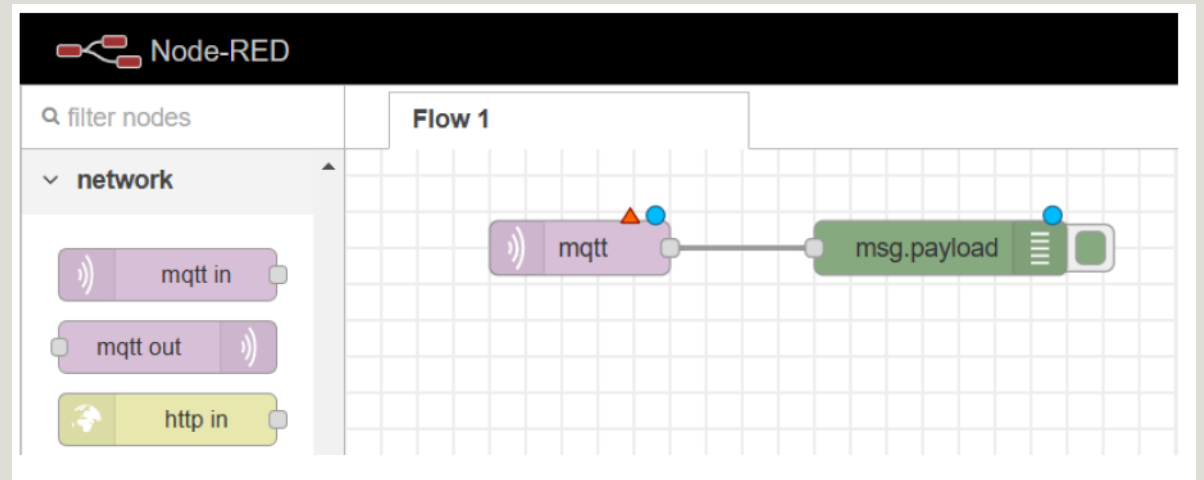 Node-RED
filter nodes
Flow 1
network
mqtt
msg.payload
mqtt in
mqtt out
http in